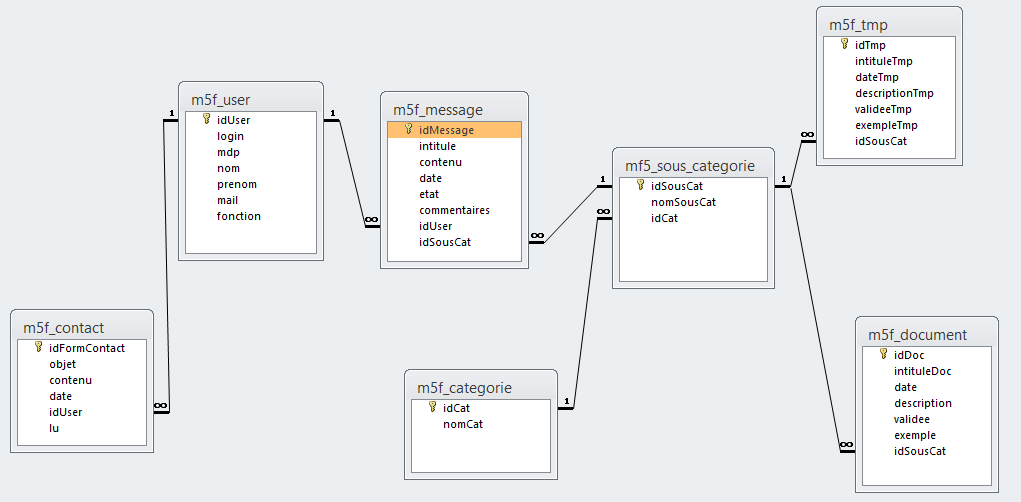 m5f_user
idUser
login
mdp
nom
prenom
mail
fonction
1
1
m5f_message
idMessage
intitule
contenu
date
etat
commentaires
idUser
idSousCat
∞
∞
mf5_sous_categorie
idSousCat
nomSousCat
idCat
1
∞
1
m5f_tmp
idTmp
intituleTmp
dateTmp
descriptionTmp
valideeTmp
exempleTmp
idSousCat
∞
m5f_contact
idFormContact
objet
contenu
date
idUser
lu
∞
m5f_categorie
idCat
nomCat
1
m5f_document
idDoc
intituleDoc
date
description
validee
exemple
idSousCat
∞